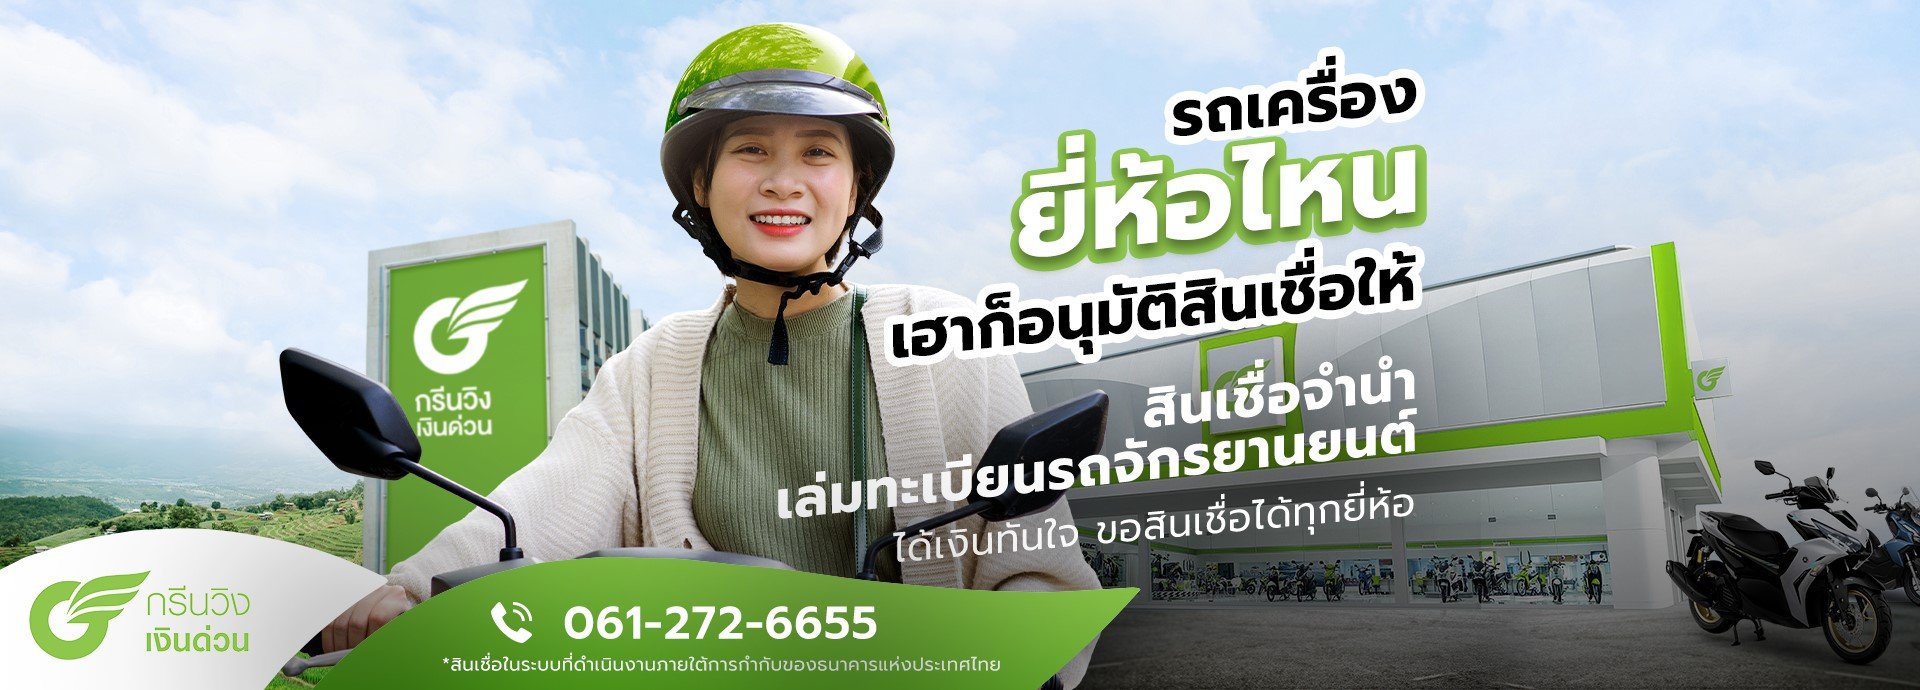 รถเครื่อง
ยี่ห้อไหน
เฮาก็อนุมัติสินเชื่อให้
สินเชื่อจำนำ
เล่มทะเบียนรถจักรยานยนต์
ได้เงินทันใจ ขอสินเชื่อได้ทุกยี่ห้อ
กรีนวิง
เงินด่วน
กรีนวิง
เงินด่วน
061-272-6655
*สินเชื่อในระบบที่ดำเนินงานภายใต้การกำกับของธนาคารแห่งประเทศไทย